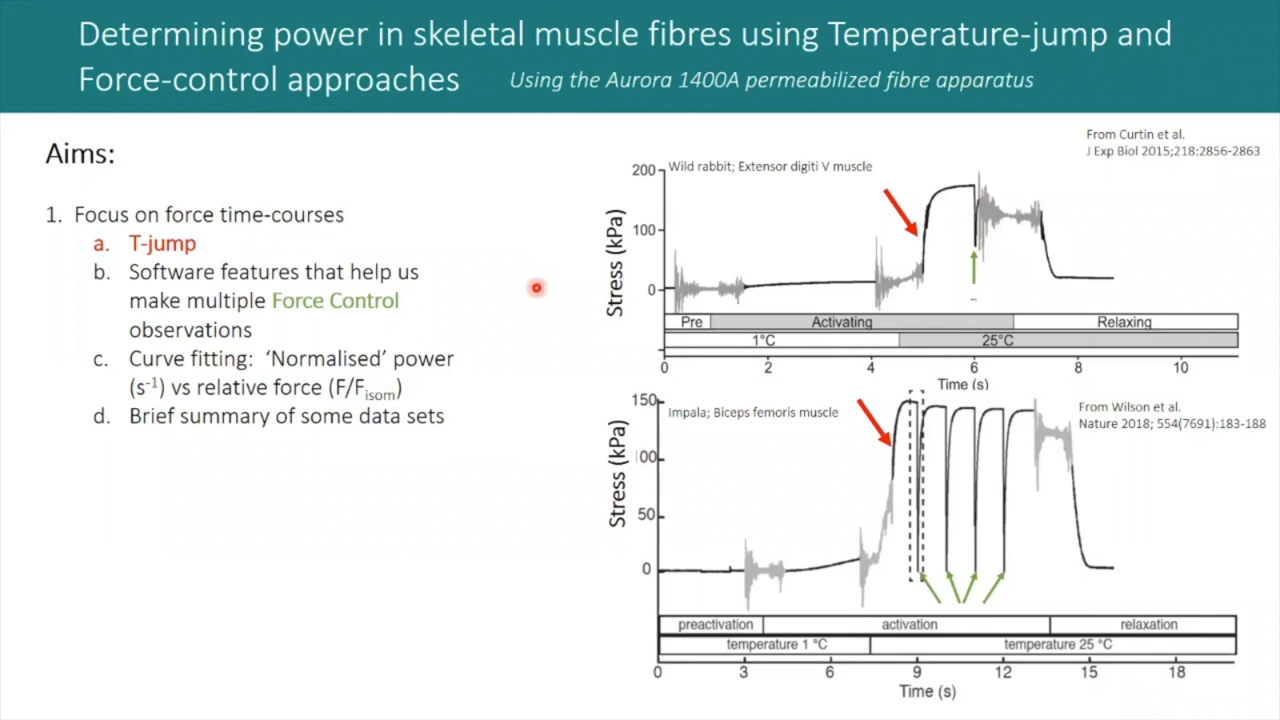 Determining power in skeletal muscle fibres using Temperature-jump and
Force-control approaches Using the Aurora 1400A permeabilized fibre apparatus
Aims:
1. Focus on force time-courses
a. T-jump
b. Software features that help us
make multiple Force Control
observations
c. Curve fitting: ‘Normalised’ power
(s⁻¹) vs relative force (F/Fisom)
d. Brief summary of some data sets
From Curtin et al.
J Exp Biol 2015;218:2856-2863
Wild rabbit; Extensor digiti V muscle
Stress (kPa)
200
100
0
Pre Activating Relaxing
1°C 25°C
0 2 4 6 8 10
Time (s)
Impala; Biceps femoris muscle
From Wilson et al.
Nature 2018; 554(7691):183-188
Stress (kPa)
150
00
50
0
preactivation activation relaxation
temperature 1 °C temperature 25 °C
0 3 6 9 12 15 18
Time (s)